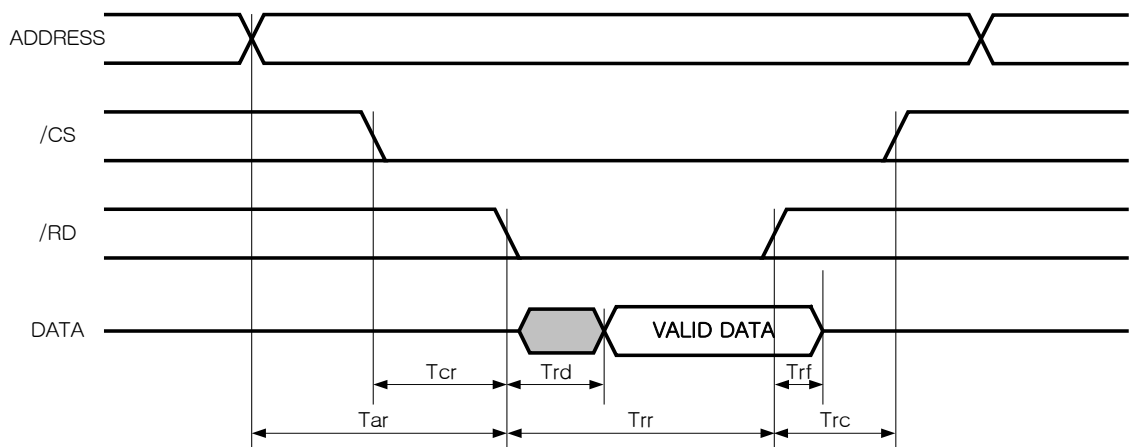 ADDRESS
/CS
/RD
DATA
VALID DATA
Tcr
Trd
Trf
Tar
Trr
Trc